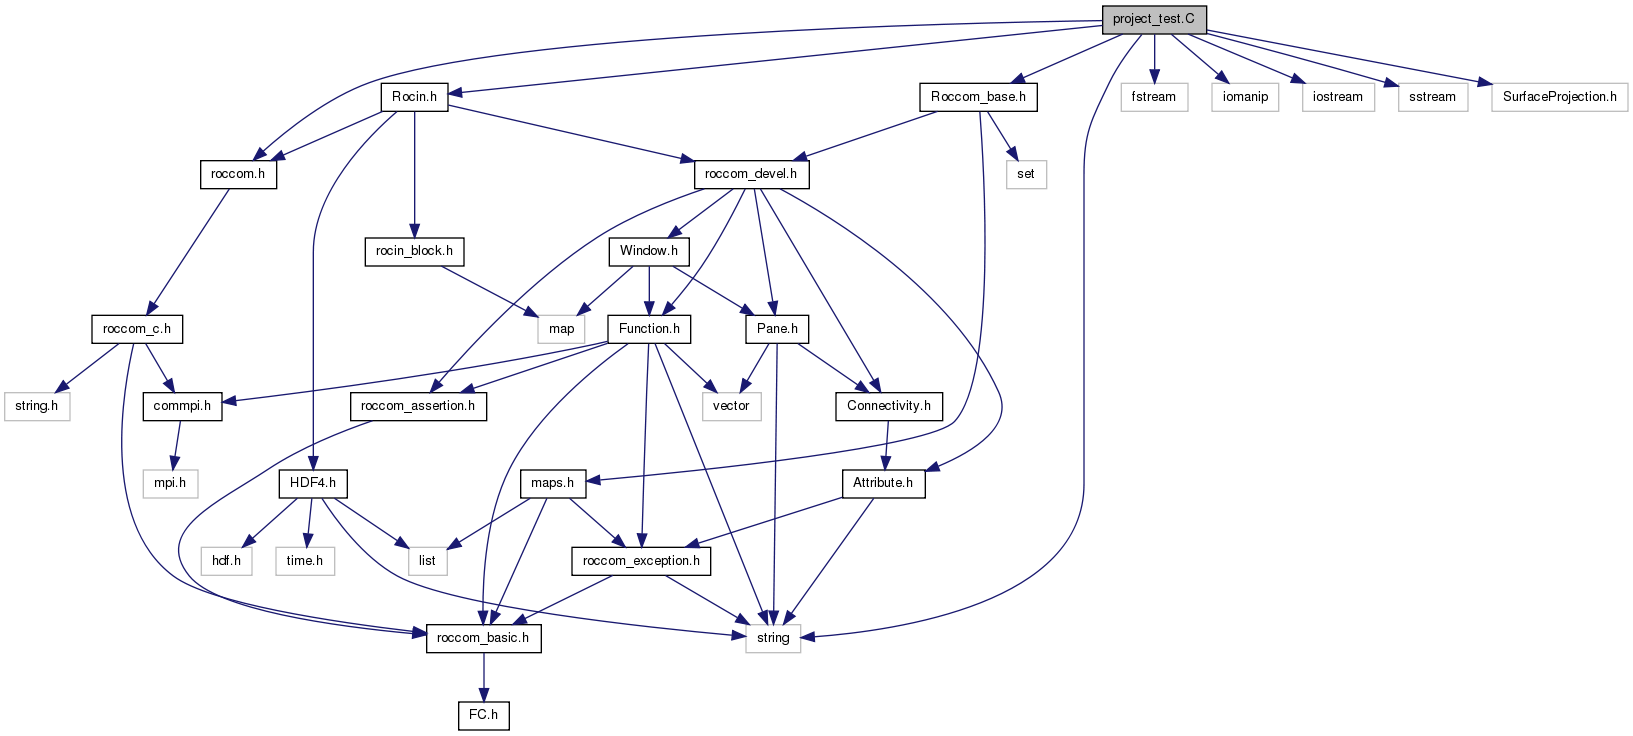 project_test.C
Rocin.h
Roccom_base.h
fstream
iomanip
iostream
sstream
SurfaceProjection.h
roccom.h
roccom_devel.h
set
rocin_block.h
Window.h
roccom_c.h
map
Function.h
Pane.h
string.h
commpi.h
roccom_assertion.h
vector
Connectivity.h
mpi.h
HDF4.h
maps.h
Attribute.h
hdf.h
time.h
list
roccom_exception.h
roccom_basic.h
string
FC.h